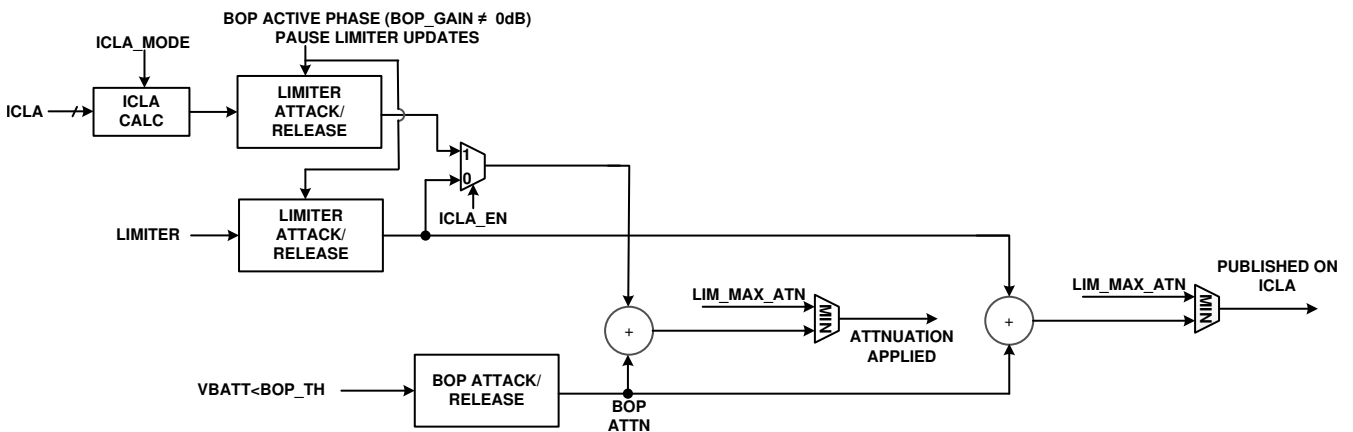 BOP ACTIVE PHASE (BOP_GAIN ≠ 0dB)
PAUSE LIMITER UPDATES
ICLA_MODE
ICLA
ICLA
CALC
LIMITER
ATTACK/
RELEASE
1
0
ICLA_EN
LIMITER
LIMITER
ATTACK/
RELEASE
LIM_MAX_ATN
MIN
+
ATTNUATION
APPLIED
LIM_MAX_ATN
MIN
+
PUBLISHED ON
ICLA
VBATT<BOP_TH
BOP ATTACK/
RELEASE
BOP
ATTN